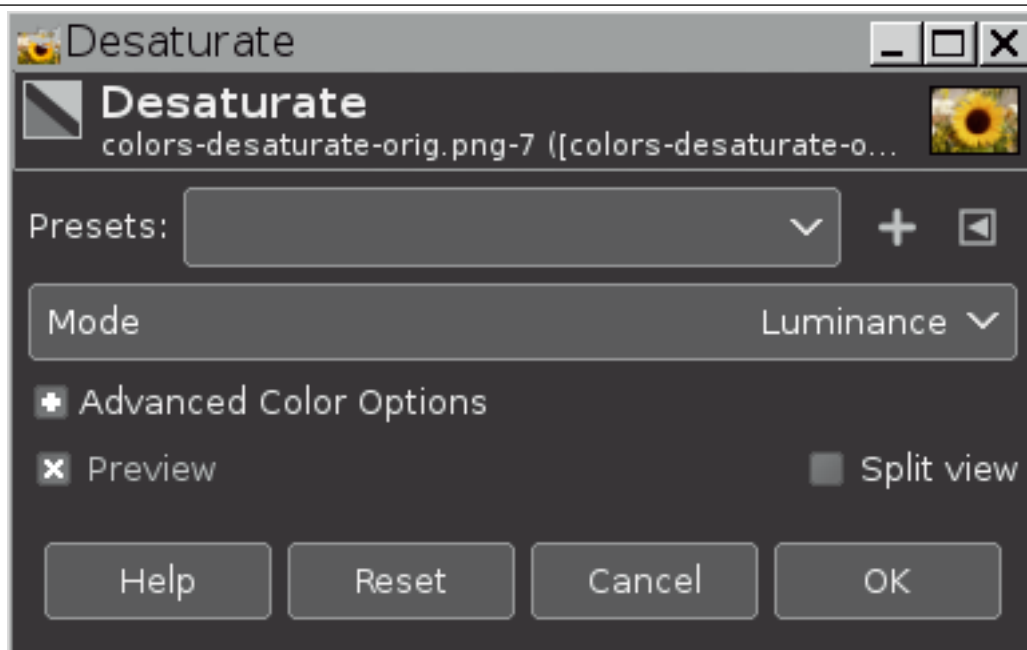 Desaturate
Desaturate
colors-desaturate-orig.png-7 ([colors-desaturate-o...
Presets:
Mode Luminance
Advanced Color Options
Preview Split view
Help Reset Cancel OK